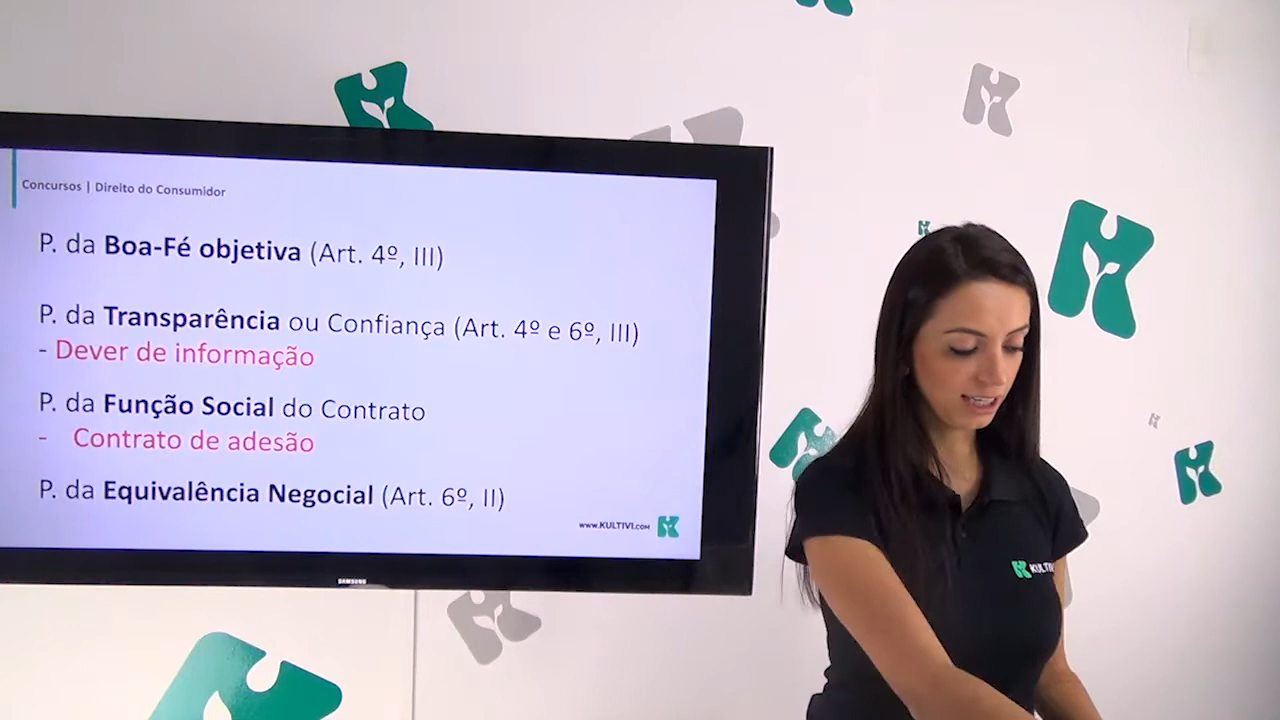 Concursos | Direito do Consumidor
P. da Boa-Fé objetiva (Art. 4º, III)
P. da Transparência ou Confiança (Art. 4º e 6º, III)
- Dever de informação
P. da Função Social do Contrato
- Contrato de adesão
P. da Equivalência Negocial (Art. 6º, II)
www.KULTIVI.com
SAMSUNG